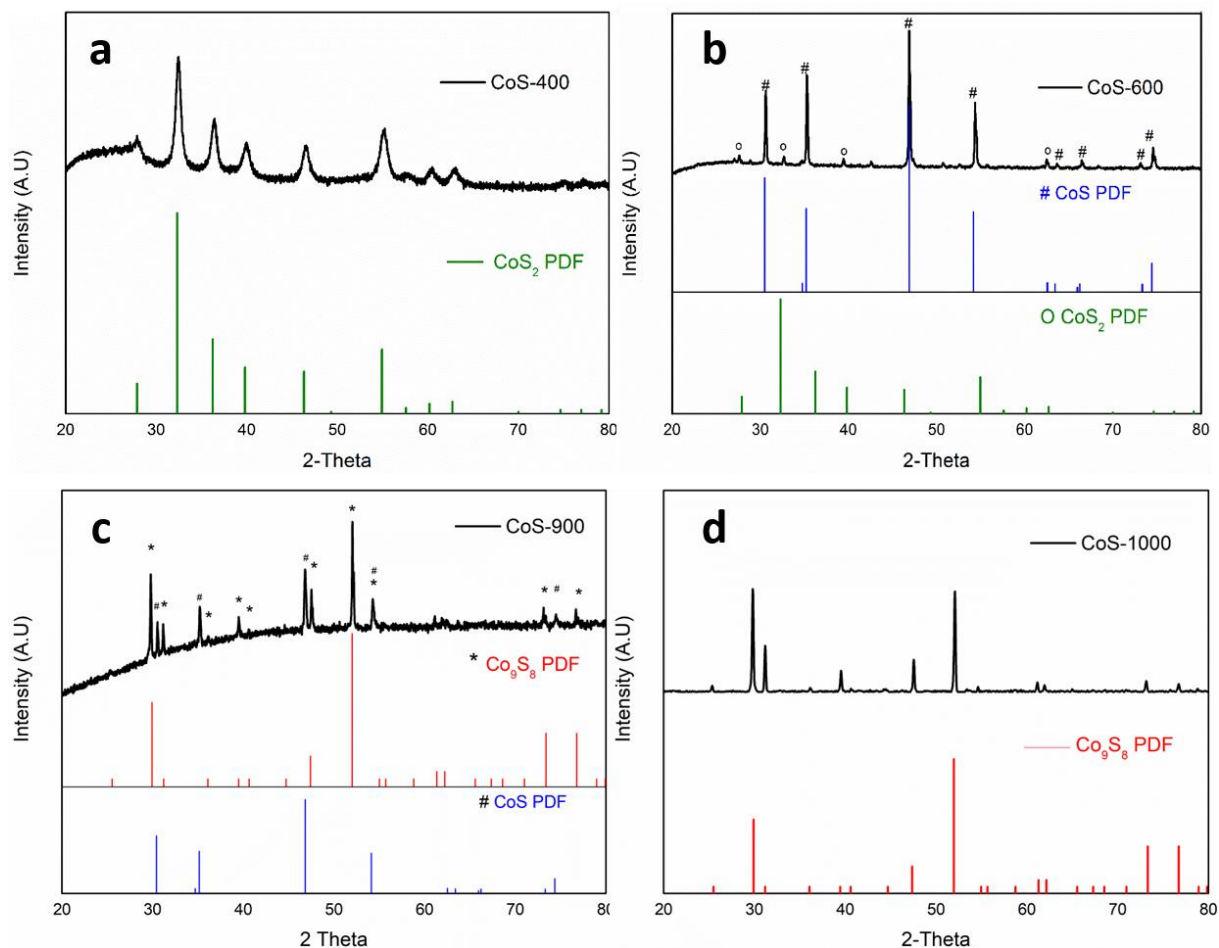 a
CoS-400
Intensity (A.U)
CoS₂ PDF
20 30 40 50 60 70 80
2-Theta
b
# # # #
CoS-600
o o o o # # # #
Intensity (A.U)
# CoS PDF
O CoS₂ PDF
20 30 40 50 60 70 80
2-Theta
c
CoS-900
* # * # * * * # * * # * * # *
Intensity (A.U)
* Co₉S₈ PDF
# CoS PDF
20 30 40 50 60 70 80
2 Theta
d
CoS-1000
Intensity (A.U)
Co₉S₈ PDF
20 30 40 50 60 70 80
2-Theta